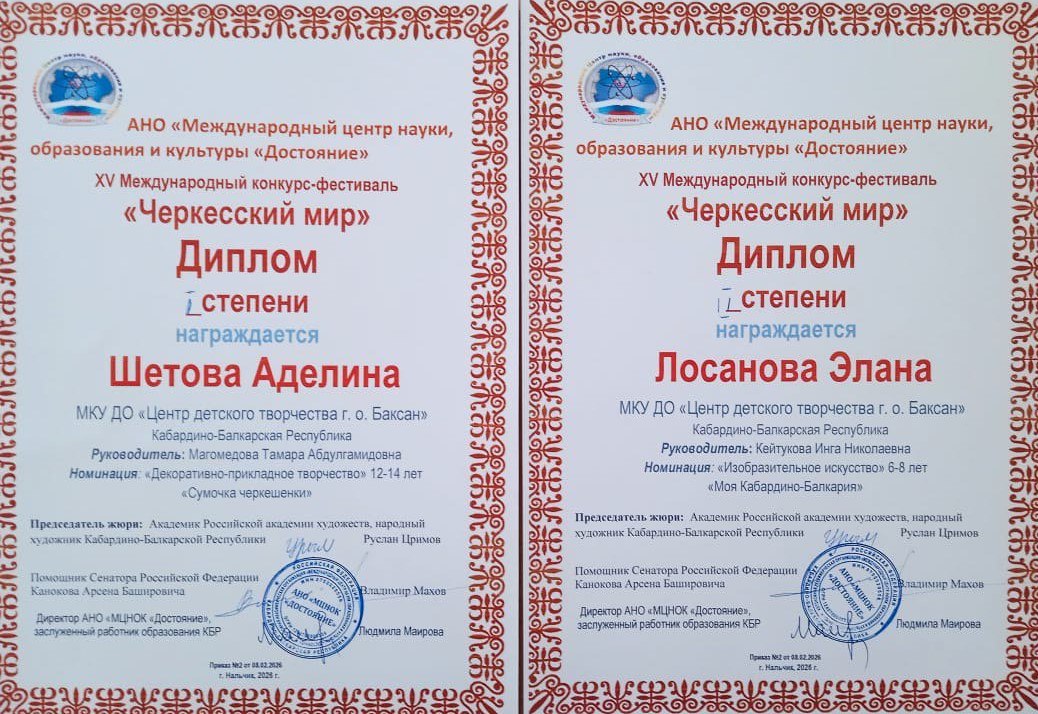 АНО «Международный центр науки,
образования и культуры «Достояние»
XV Международный конкурс-фестиваль
«Черкесский мир»
Диплом
I степени
награждается
Шетова Аделина
МКУ ДО «Центр детского творчества г. о. Баксан»
Кабардино-Балкарская Республика
Руководитель: Магомедова Тамара Абдулгамидовна
Номинация: «Декоративно-прикладное творчество» 12-14 лет
«Сумочка черкешенки»
Председатель жюри: Академик Российской академии художеств, народный
художник Кабардино-Балкарской Республики Руслан Цримов
Помощник Сенатора Российской Федерации
Канокова Арсена Башировича Владимир Махов
Директор АНО «МЦНОК «Достояние»,
заслуженный работник образования КБР Людмила Маирова
АНО «МЦНОК
«ДОСТОЯНИЕ»
Приказ №2 от 08.02.2026
г. Нальчик, 2026 г.
«Достояние»
АНО «Международный центр науки,
образования и культуры «Достояние»
XV Международный конкурс-фестиваль
«Черкесский мир»
Диплом
II степени
награждается
Лосанова Элана
МКУ ДО «Центр детского творчества г. о. Баксан»
Кабардино-Балкарская Республика
Руководитель: Кейтукова Инга Николаевна
Номинация: «Изобразительное искусство» 6-8 лет
«Моя Кабардино-Балкария»
Председатель жюри: Академик Российской академии художеств, народный
художник Кабардино-Балкарской Республики Руслан Цримов
Помощник Сенатора Российской Федерации
Канокова Арсена Башировича Владимир Махов
Директор АНО «МЦНОК «Достояние»,
заслуженный работник образования КБР Людмила Маирова
АНО «МЦНОК
«ДОСТОЯНИЕ»
Приказ №2 от 08.02.2026
г. Нальчик, 2026 г.